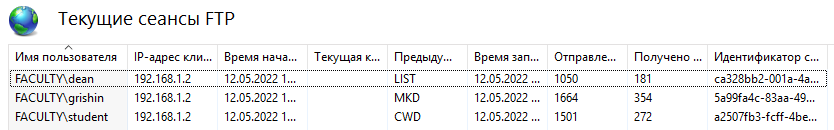 Текущие сеансы FTP
Имя пользователя IP-адрес кли... Время нача... Текущая к... Предыду... Время зап... Отправле... Получено ... Идентификатор с...
FACULTY\dean 192.168.1.2 12.05.2022 1... LIST 12.05.2022 ... 1050 181 ca328bb2-001a-4a...
FACULTY\grishin 192.168.1.2 12.05.2022 1... MKD 12.05.2022 ... 1664 354 5a99fa4c-83aa-49...
FACULTY\student 192.168.1.2 12.05.2022 1... CWD 12.05.2022 ... 1501 272 a2507fb3-fcff-4be...